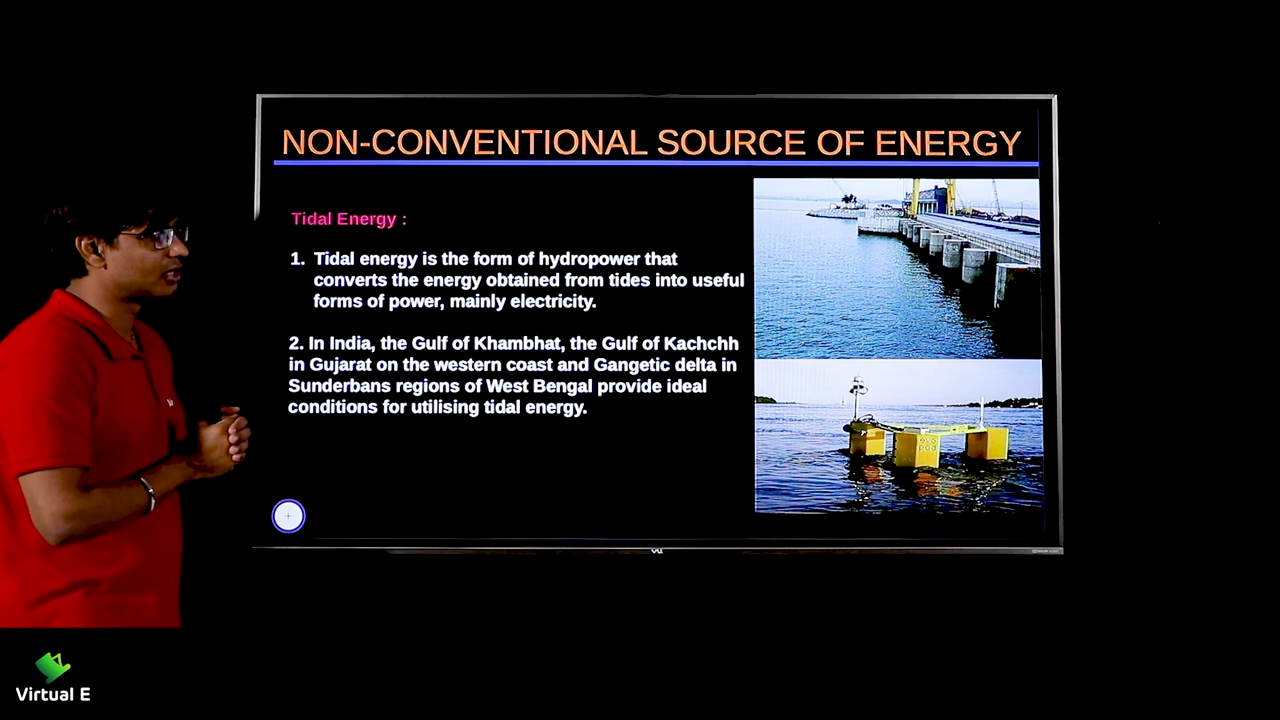 NON-CONVENTIONAL SOURCE OF ENERGY
Tidal Energy :
1. Tidal energy is the form of hydropower that
converts the energy obtained from tides into useful
forms of power, mainly electricity.
2. In India, the Gulf of Khambhat, the Gulf of Kachchh
in Gujarat on the western coast and Gangetic delta in
Sunderbans regions of West Bengal provide ideal
conditions for utilising tidal energy.
Vu
Virtual E